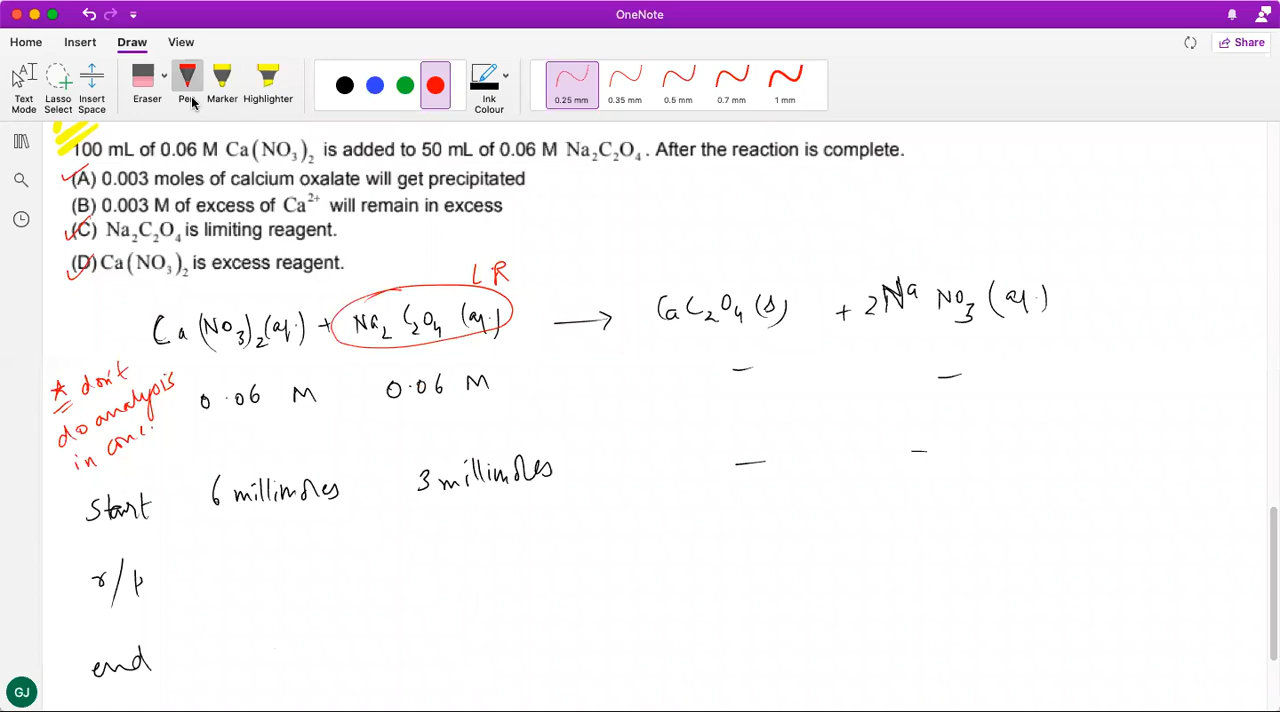 OneNote
Home Insert Draw View
Share
Text Mode
Lasso Select
Insert Space
Eraser
Pen
Marker
Highlighter
Ink Colour
0.25 mm
0.35 mm
0.5 mm
0.7 mm
1 mm
100 mL of 0.06 M Ca(NO₃)₂ is added to 50 mL of 0.06 M Na₂C₂O₄. After the reaction is complete.
(A) 0.003 moles of calcium oxalate will get precipitated
(B) 0.003 M of excess of Ca²⁺ will remain in excess
(C) Na₂C₂O₄ is limiting reagent.
(D) Ca(NO₃)₂ is excess reagent.
LR
Ca(NO₃)₂(aq.) + Na₂C₂O₄(aq.) ⟶ CaC₂O₄(s) + 2NaNO₃(aq.)
* don't
do analysis
in conc.
0.06 M 0.06 M — —
Start 6 millimoles 3 millimoles — —
r/p
end
GJ